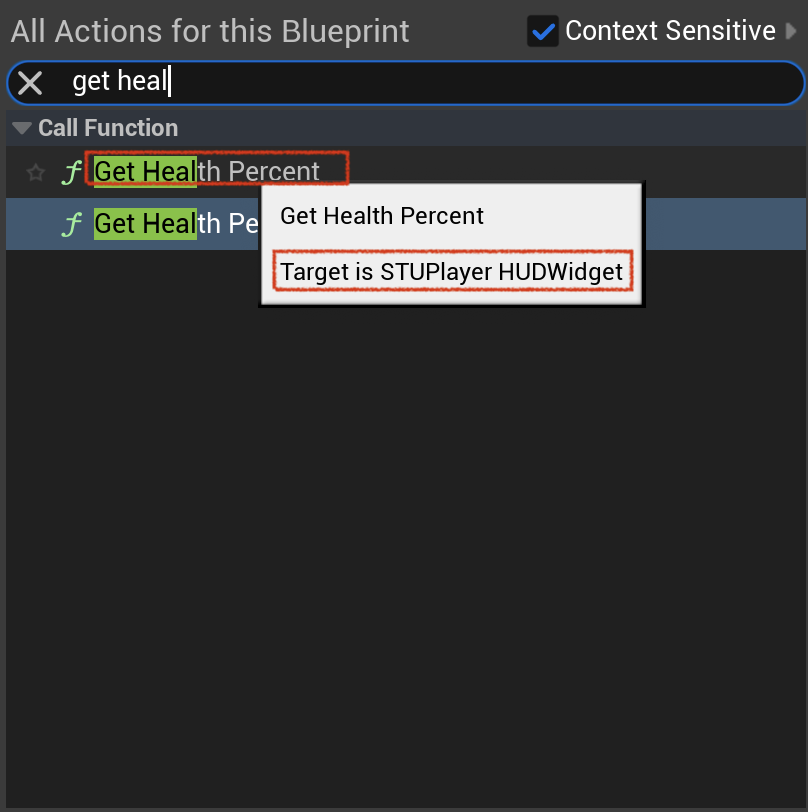 All Actions for this Blueprint
Context Sensitive
get heal
Call Function
Get Health Percent
Get Health Pe
Get Health Percent
Target is STUPlayer HUDWidget